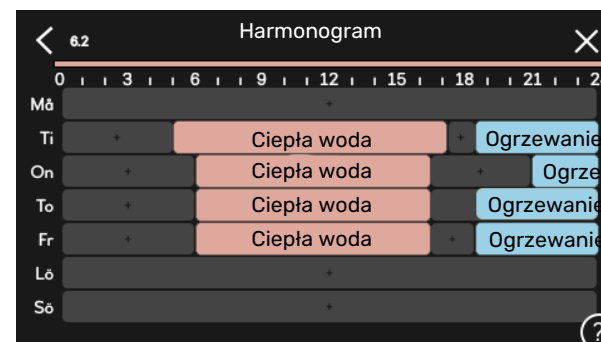 6.2 Harmonogram
0 3 6 9 12 15 18 21 2
Må
Ti Ciepła woda Ogrzewanie
On Ciepła woda Ogrze
To Ciepła woda Ogrzewanie
Fr Ciepła woda Ogrzewanie
Lö
Sö
?